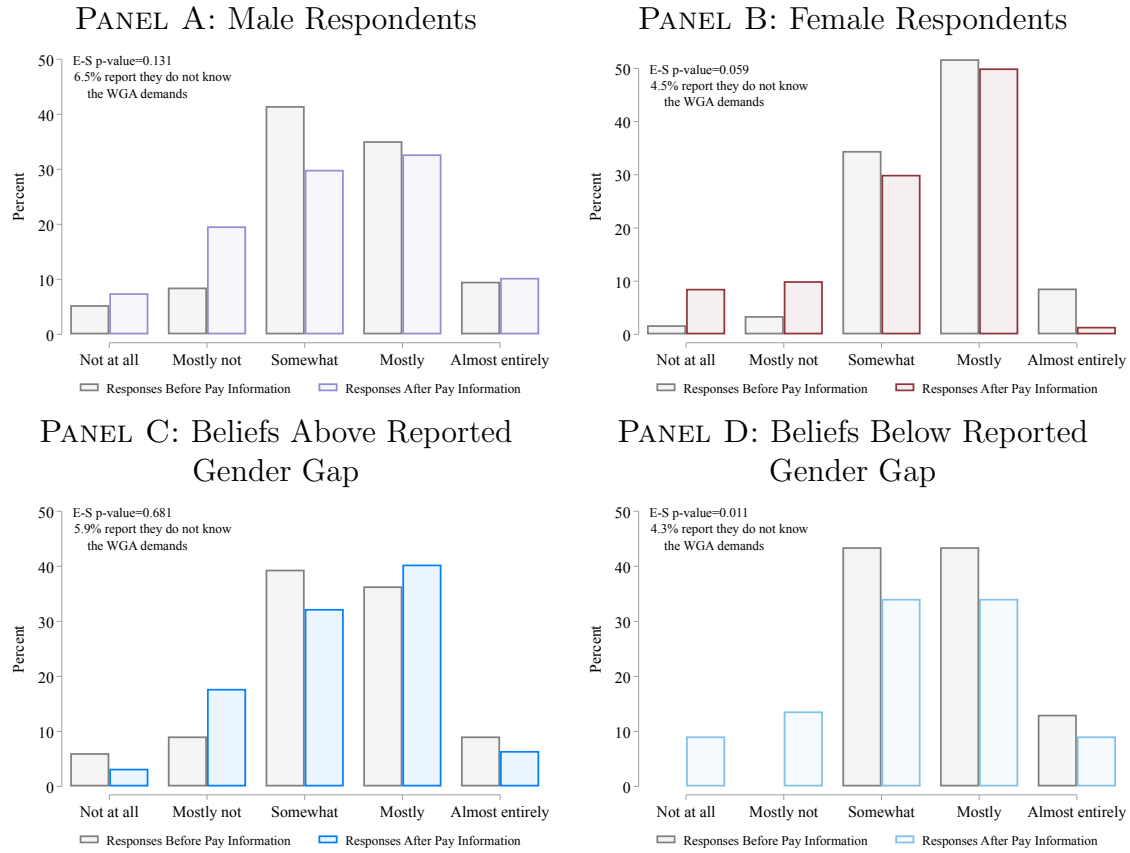 PANEL A: Male Respondents
E-S p-value=0.131
6.5% report they do not know
the WGA demands
Percent
50
40
30
20
10
0
Not at all
Mostly not
Somewhat
Mostly
Almost entirely
Responses Before Pay Information
Responses After Pay Information
PANEL B: Female Respondents
E-S p-value=0.059
4.5% report they do not know
the WGA demands
Percent
50
40
30
20
10
0
Not at all
Mostly not
Somewhat
Mostly
Almost entirely
Responses Before Pay Information
Responses After Pay Information
PANEL C: Beliefs Above Reported
Gender Gap
E-S p-value=0.681
5.9% report they do not know
the WGA demands
Percent
50
40
30
20
10
0
Not at all
Mostly not
Somewhat
Mostly
Almost entirely
Responses Before Pay Information
Responses After Pay Information
PANEL D: Beliefs Below Reported
Gender Gap
E-S p-value=0.011
4.3% report they do not know
the WGA demands
Percent
50
40
30
20
10
0
Not at all
Mostly not
Somewhat
Mostly
Almost entirely
Responses Before Pay Information
Responses After Pay Information